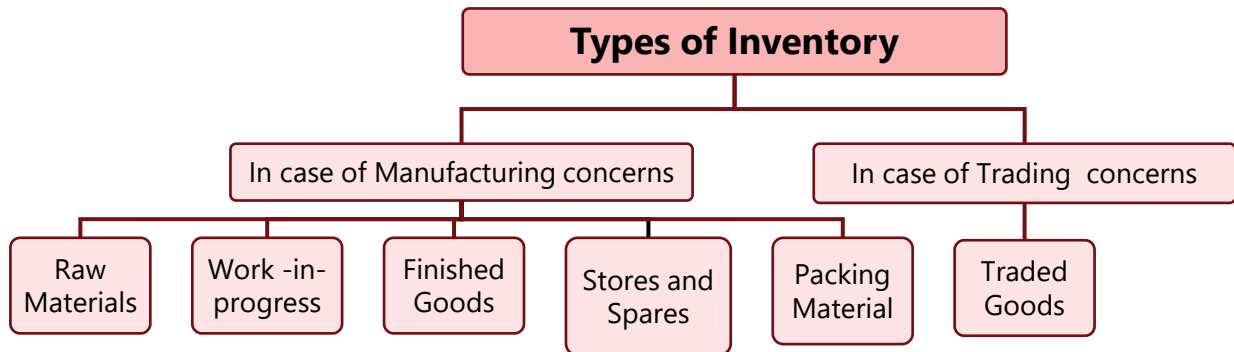 Types of Inventory
In case of Manufacturing concerns
In case of Trading concerns
Raw
Materials
Work -in-
progress
Finished
Goods
Stores and
Spares
Packing
Material
Traded
Goods